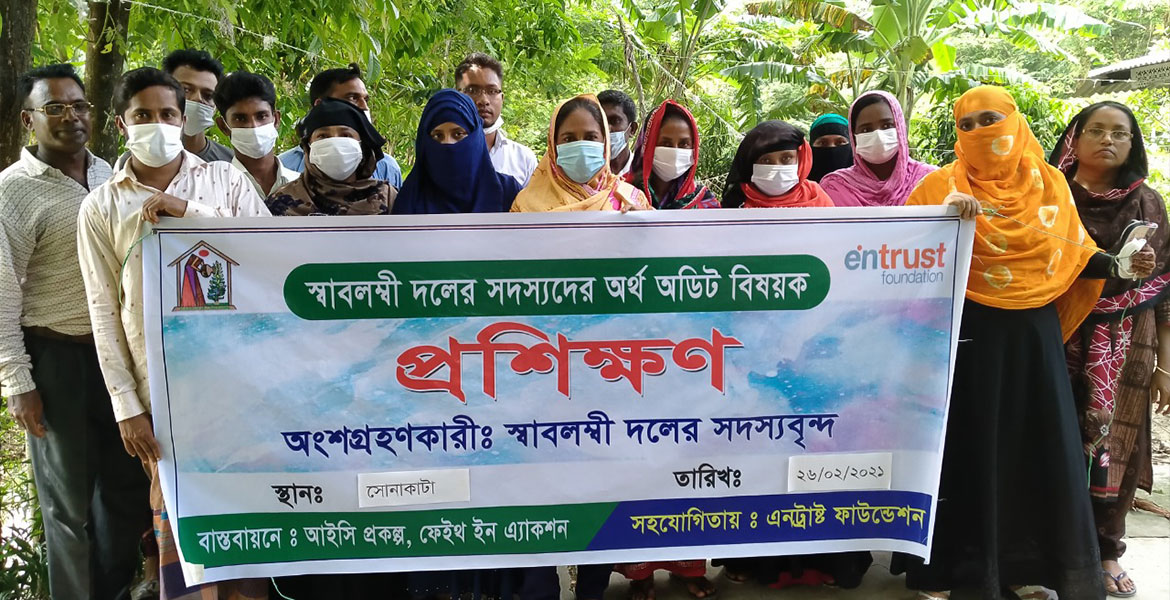 entrust
foundation
স্বাবলম্বী দলের সদস্যদের অর্থ অডিট বিষয়ক
প্রশিক্ষণ
অংশগ্রহণকারীঃ স্বাবলম্বী দলের সদস্যবৃন্দ
স্থানঃ সোনাকাটা তারিখঃ ২৬/০২/২০২১
বাস্তবায়নে : আইসি প্রকল্প, ফেইথ ইন এ্যাকশন
সহযোগিতায় : এনট্রাষ্ট ফাউন্ডেশন